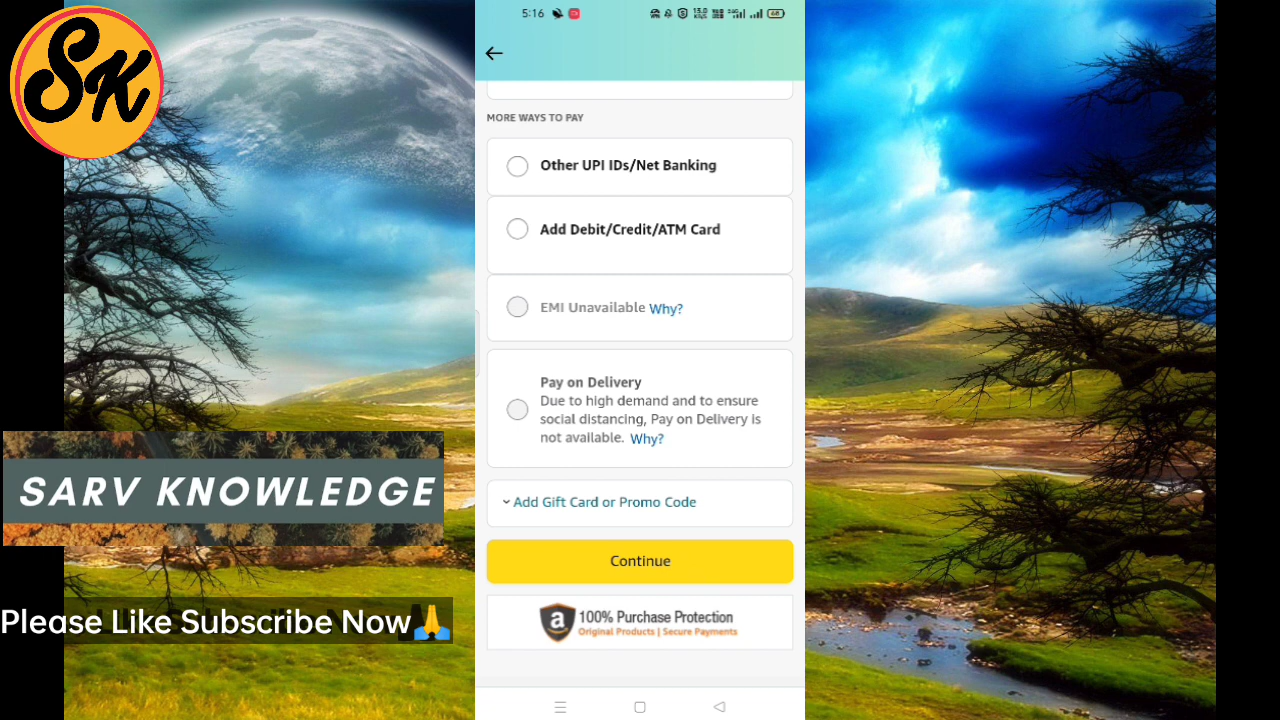 SK
SARV KNOWLEDGE
Please Like Subscribe Now🙏
5:16
68
MORE WAYS TO PAY
Other UPI IDs/Net Banking
Add Debit/Credit/ATM Card
EMI Unavailable Why?
Pay on Delivery
Due to high demand and to ensure
social distancing, Pay on Delivery is
not available. Why?
Add Gift Card or Promo Code
Continue
a 100% Purchase Protection
Original Products | Secure Payments